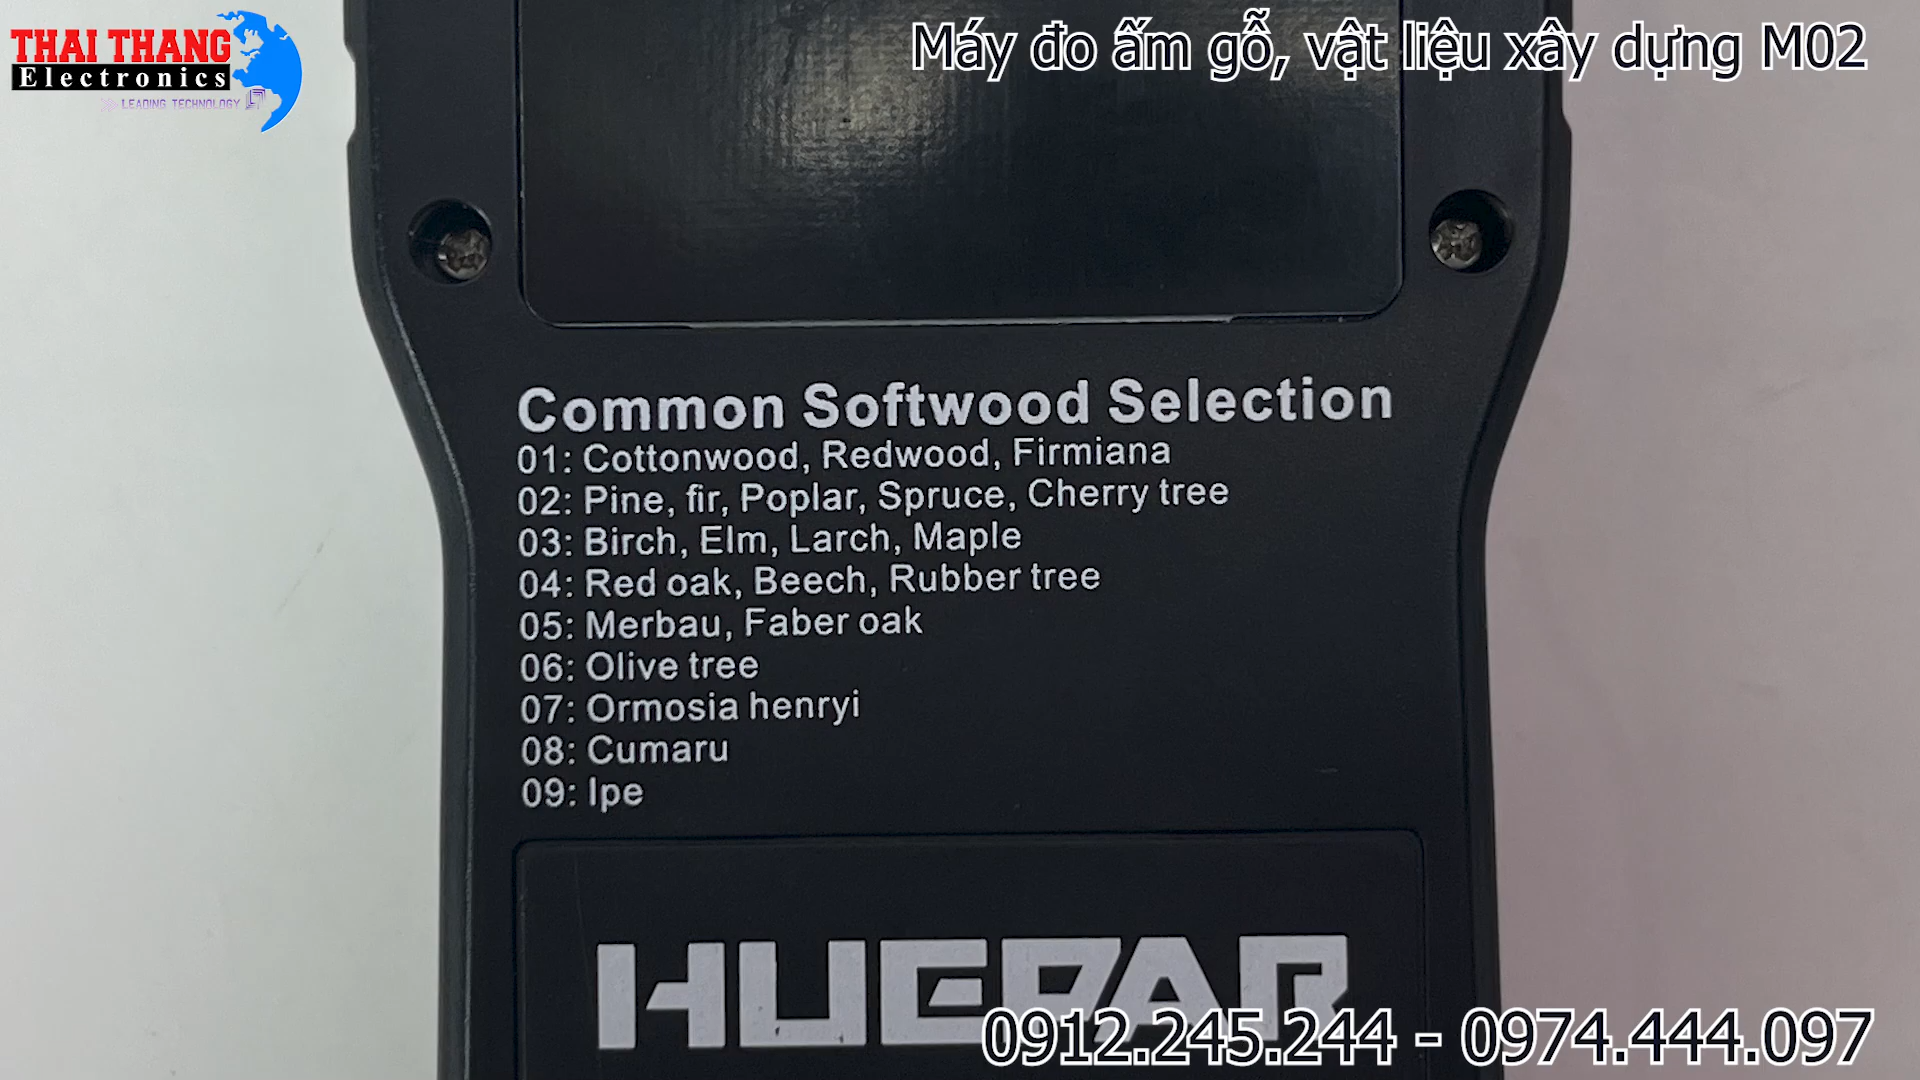 THAI THANG
Electronics
LEADING TECHNOLOGY
Máy đo ấm gỗ, vật liệu xây dựng M02
Common Softwood Selection
01: Cottonwood, Redwood, Firmiana
02: Pine, fir, Poplar, Spruce, Cherry tree
03: Birch, Elm, Larch, Maple
04: Red oak, Beech, Rubber tree
05: Merbau, Faber oak
06: Olive tree
07: Ormosia henryi
08: Cumaru
09: Ipe
HUEPAR
0912.245.244 - 0974.444.097